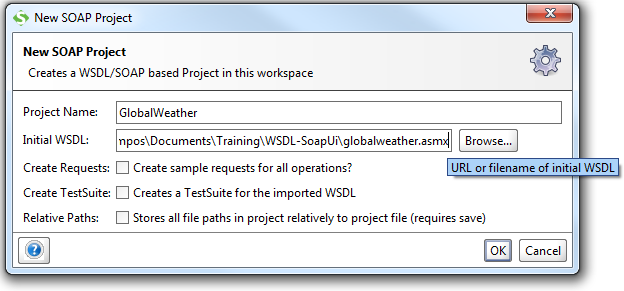 New SOAP Project
New SOAP Project
Creates a WSDL/SOAP based Project in this workspace
Project Name: GlobalWeather
Initial WSDL: npos\Documents\Training\WSDL-SoapUi\globalweather.asmx Browse...
URL or filename of initial WSDL
Create Requests: Create sample requests for all operations?
Create TestSuite: Creates a TestSuite for the imported WSDL
Relative Paths: Stores all file paths in project relatively to project file (requires save)
? OK Cancel